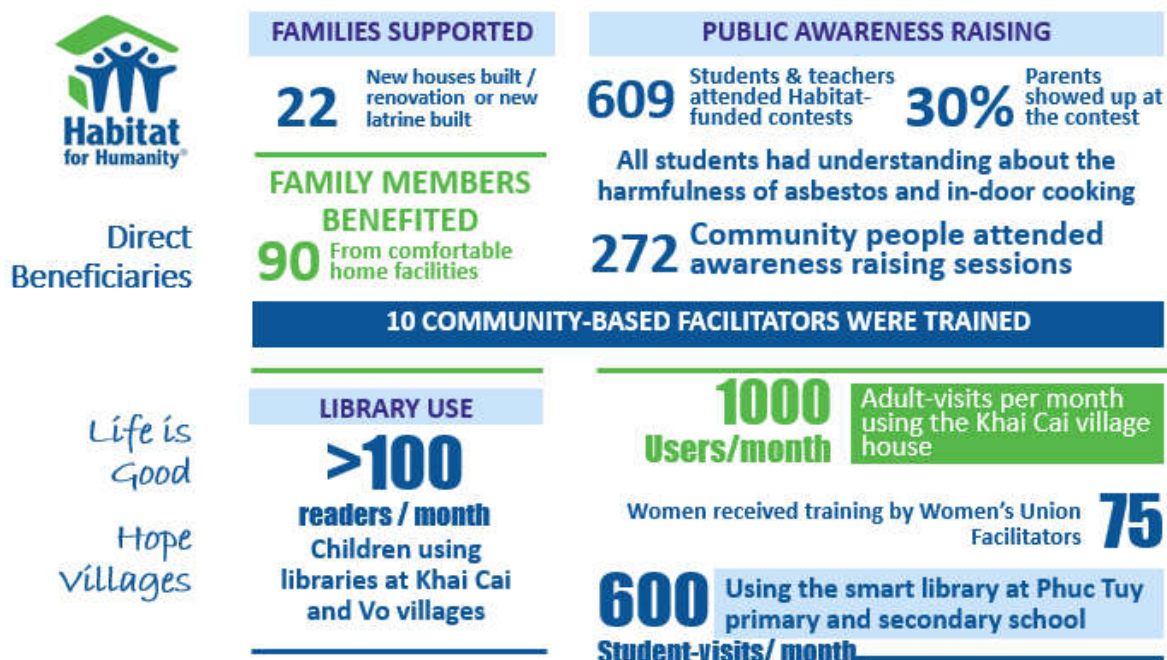 Habitat
for Humanity®
Direct
Beneficiaries
FAMILIES SUPPORTED
22
New houses built /
renovation or new
latrine built
FAMILY MEMBERS
BENEFITED
90
From comfortable
home facilities
PUBLIC AWARENESS RAISING
609
Students & teachers
attended Habitat-
funded contests
30%
Parents
showed up at
the contest
All students had understanding about the
harmfulness of asbestos and in-door cooking
272
Community people attended
awareness raising sessions
10 COMMUNITY-BASED FACILITATORS WERE TRAINED
Life is
Good
Hope
Villages
LIBRARY USE
>100
readers / month
Children using
libraries at Khai Cai
and Vo villages
1000
Users/month
Adult-visits per month
using the Khai Cai village
house
Women received training by Women's Union
Facilitators
75
600
Student-visits/ month
Using the smart library at Phuc Tuy
primary and secondary school